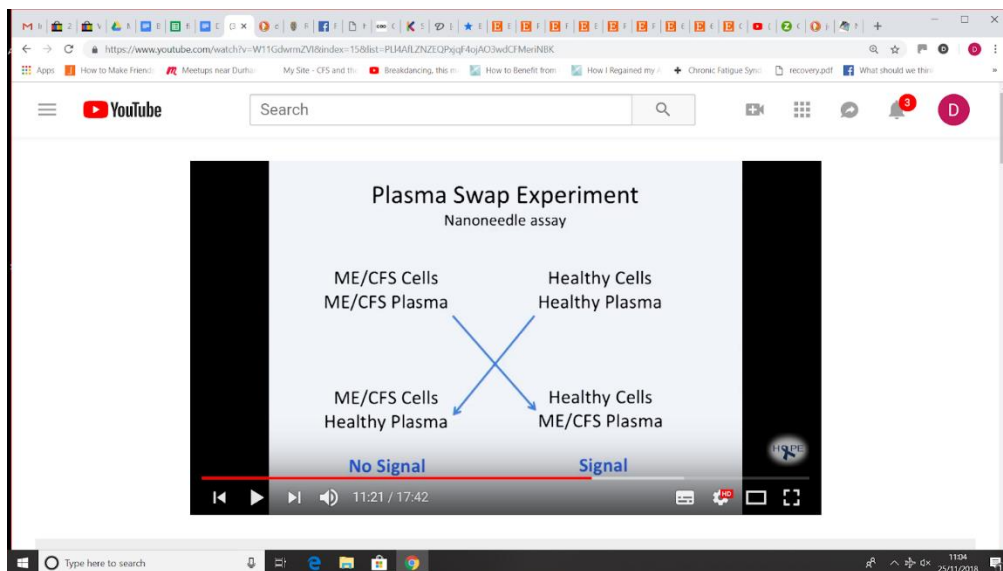 https://www.youtube.com/watch?v=W11GdwrmZVI&index=15&list=PLl4AfLZNZEQPxjqF4ojAO3wdCFMeriNBK
Apps
How to Make Friend
Meetups near Durha
My Site - CFS and th
Breakdancing, this m
How to Benefit from
How I Regained my
Chronic Fatigue Synd
recovery.pdf
What should we thin
YouTube
Search
3
D
Plasma Swap Experiment
Nanoneedle assay
ME/CFS Cells
ME/CFS Plasma
Healthy Cells
Healthy Plasma
ME/CFS Cells
Healthy Plasma
Healthy Cells
ME/CFS Plasma
No Signal
Signal
HOPE
11:21 / 17:42
HD
Type here to search
11:04
25/11/2018